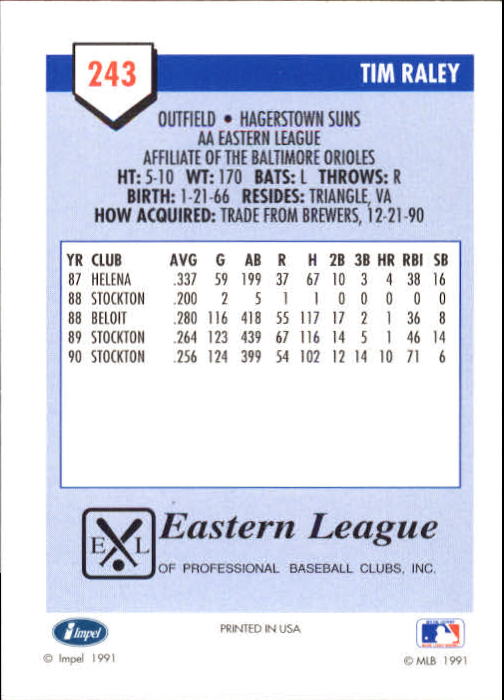 243
TIM RALEY
OUTFIELD • HAGERSTOWN SUNS
AA EASTERN LEAGUE
AFFILIATE OF THE BALTIMORE ORIOLES
HT: 5-10 WT: 170 BATS: L THROWS: R
BIRTH: 1-21-66 RESIDES: TRIANGLE, VA
HOW ACQUIRED: TRADE FROM BREWERS, 12-21-90
YR CLUB AVG G AB R H 2B 3B HR RBI SB
87 HELENA .337 59 199 37 67 10 3 4 38 16
88 STOCKTON .200 2 5 1 1 0 0 0 0 0
88 BELOIT .280 116 418 55 117 17 2 1 36 8
89 STOCKTON .264 123 439 67 116 14 5 1 46 14
90 STOCKTON .256 124 399 54 102 12 14 10 71 6
E L
Eastern League
OF PROFESSIONAL BASEBALL CLUBS, INC.
impel
PRINTED IN USA
© Impel 1991
© MLB 1991